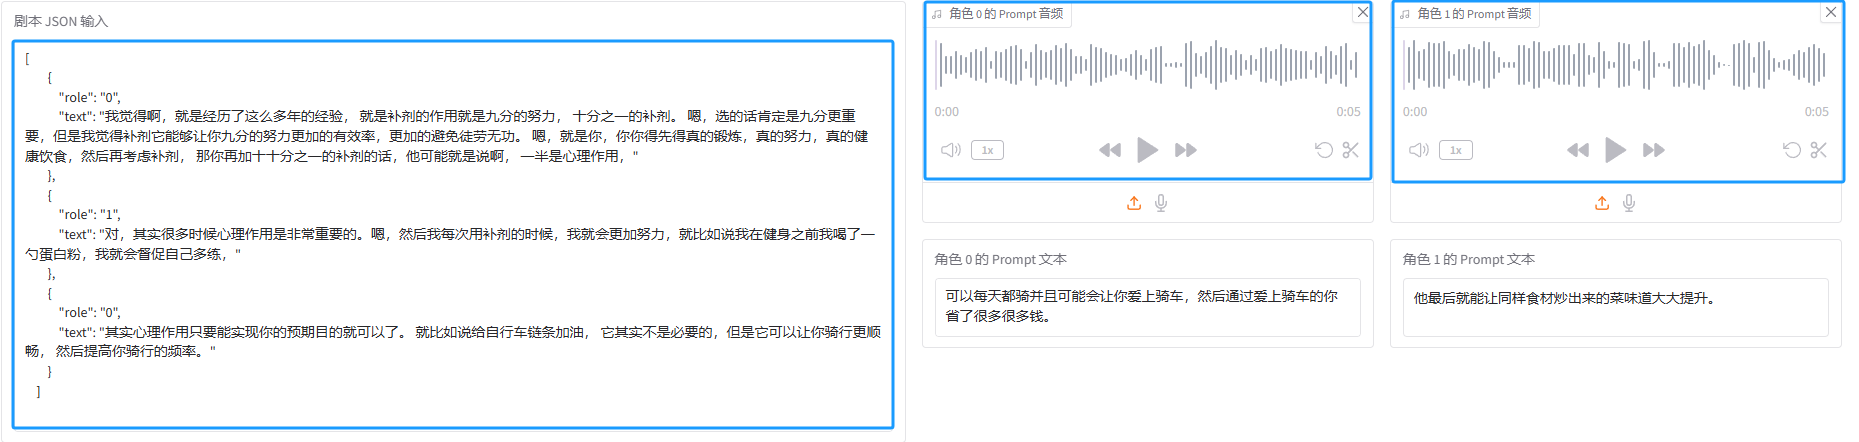 剧本 JSON 输入
[
{
"role": "0",
"text": "我觉得啊，就是经历了这么多年的经验， 就是补剂的作用就是九分的努力， 十分之一的补剂。 嗯，选的话肯定是九分更重
要，但是我觉得补剂它能够让你九分的努力更加的有效率，更加的避免徒劳无功。 嗯，就是你，你你得先得真的锻炼，真的努力，真的健
康饮食，然后再考虑补剂， 那你再加十十分之一的补剂的话，他可能就是说啊， 一半是心理作用，"
},
{
"role": "1",
"text": "对，其实很多时候心理作用是非常重要的。嗯，然后我每次用补剂的时候，我就会更加努力，就比如说我在健身之前我喝了一
勺蛋白粉，我就会督促自己多练，"
},
{
"role": "0",
"text": "其实心理作用只要能实现你的预期目的就可以了。 就比如说给自行车链条加油， 它其实不是必要的，但是它可以让你骑行更顺
畅， 然后提高你骑行的频率。"
}
]
角色 0 的 Prompt 音频
0:00
0:05
1x
角色 0 的 Prompt 文本
可以每天都骑并且可能会让你爱上骑车，然后通过爱上骑车的你
省了很多很多钱。
角色 1 的 Prompt 音频
0:00
0:05
1x
角色 1 的 Prompt 文本
他最后就能让同样食材炒出来的菜味道大大提升。